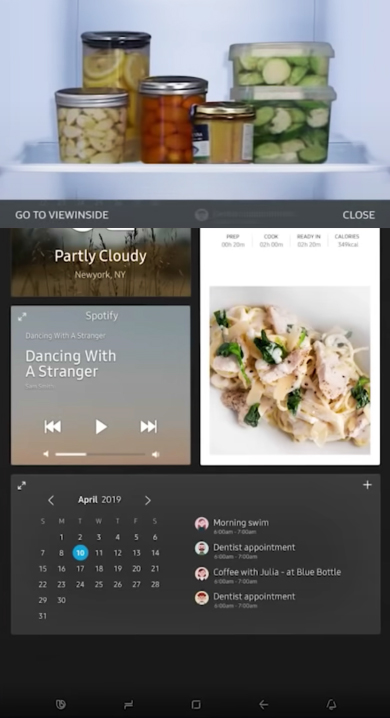 GO TO VIEWINSIDE
CLOSE
Partly Cloudy
Newyork, NY
PREP COOK READY IN CALORIES
00h 20m 02h 00m 02h 20m 549kcal
Spotify
Dancing With A Stranger
Dancing With
A Stranger
April 2019
S M T W T F S
1 2 3 4 5 6
7 8 10 11 12 13 14
15 16 17 18 19 20 21
22 23 24 25 26 27 28
29 30
31
Morning swim
6:00am - 7:00am
Dentist appointment
6:00am - 7:00am
Coffee with Julia - at Blue Bottle
6:00am - 7:00am
Dentist appointment
6:00am - 7:00am